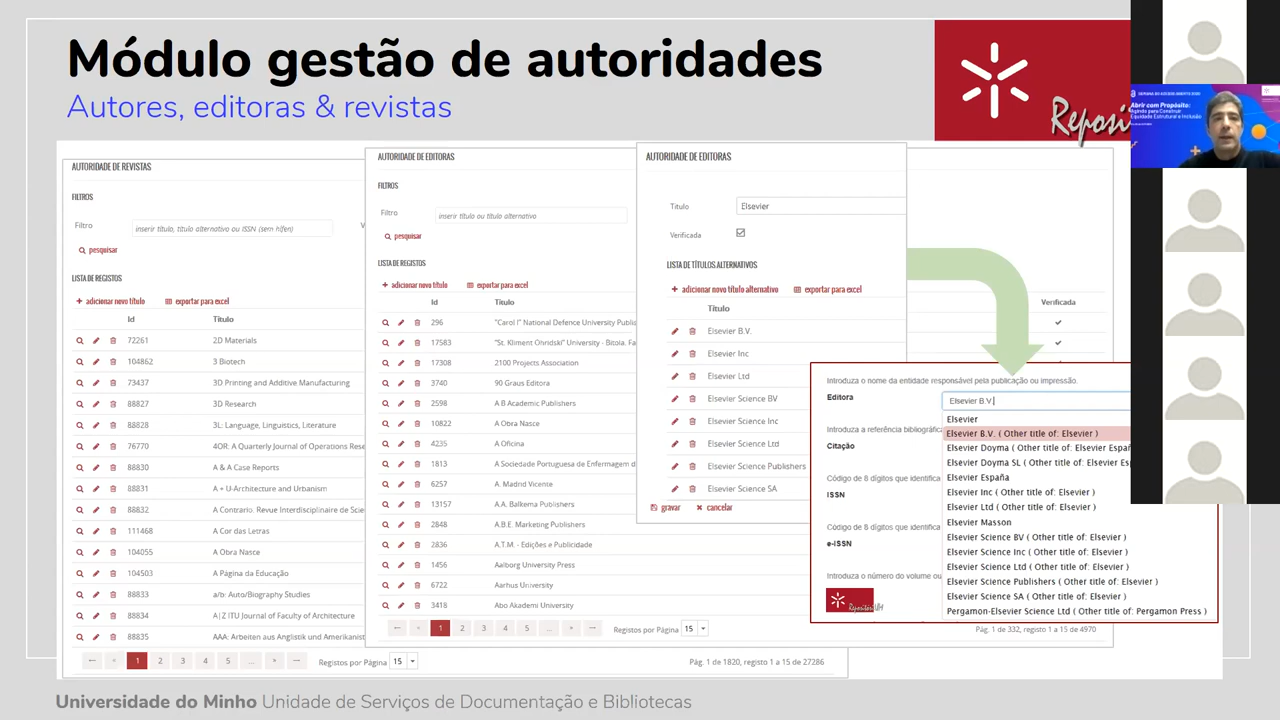 Módulo gestão de autoridades
Autores, editoras & revistas
Reposi
Abrir com Propósito:
AUTORIDADE DE REVISTAS
FILTROS
Filtro
inserir título, título alternativo ou ISSN (sem hífen)
pesquisar
LISTA DE REGISTOS
adicionar novo título
exportar para excel
Id Título
72261 2D Materials
104862 3 Biotech
73437 3D Printing and Additive Manufacturing
88827 3D Research
88828 3L: Language, Linguistics, Literature
76770 4OR: A Quarterly Journal of Operations Rese
88830 A & A Case Reports
88831 A + U-Architecture and Urbanism
88832 A Contrario. Revue Interdisciplinaire de Scie
111468 A Cor das Letras
104055 A Obra Nasce
104503 A Página da Educação
88833 a/b: Auto/Biography Studies
88834 A|Z ITU Journal of Faculty of Architecture
88835 AAA: Arbeiten aus Anglistik und Amerikanist
1 2 3 4 5 ...
Registos por Página 15
Pág. 1 de 1820, registo 1 a 15 de 27286
AUTORIDADE DE EDITORAS
FILTROS
Filtro
inserir título ou título alternativo
pesquisar
LISTA DE REGISTOS
adicionar novo título
exportar para excel
Id Título
296 "Carol I" National Defence University Public
17583 "St. Kliment Ohridski" University - Bitola. Fa
17308 2100 Projects Association
3740 90 Graus Editora
2598 A B Academic Publishers
10822 A Obra Nasce
4235 A Oficina
1813 A Sociedade Portuguesa de Enfermagem d
6257 A. Madrid Vicente
13157 A.A. Balkema Publishers
2848 A.B.E. Marketing Publishers
2836 A.T.M. - Edições e Publicidade
1456 Aalborg University Press
6722 Aarhus University
3418 Abo Akademi University
1 2 3 4 5 ...
Registos por Página 15
Pág. 1 de 332, registo 1 a 15 de 4970
AUTORIDADE DE EDITORAS
Titulo
Elsevier
Verificada
LISTA DE TÍTULOS ALTERNATIVOS
adicionar novo título alternativo
exportar para excel
Título
Elsevier B.V.
Elsevier Inc
Elsevier Ltd
Elsevier Science BV
Elsevier Science Inc
Elsevier Science Ltd
Elsevier Science Publishers
Elsevier Science SA
gravar
cancelar
Verificada
Introduza o nome da entidade responsável pela publicação ou impressão.
Editora
Elsevier B.V.
Introduza a referência bibliográfic
Citação
Código de 8 dígitos que identifica
ISSN
Código de 8 dígitos que identifica
e-ISSN
Introduza o número do volume ou
Elsevier
Elsevier B.V. ( Other title of: Elsevier )
Elsevier Doyma ( Other title of: Elsevier Espa
Elsevier Doyma SL ( Other title of: Elsevier Esp
Elsevier España
Elsevier Inc ( Other title of: Elsevier )
Elsevier Ltd ( Other title of: Elsevier )
Elsevier Masson
Elsevier Science BV ( Other title of: Elsevier )
Elsevier Science Inc ( Other title of: Elsevier )
Elsevier Science Ltd ( Other title of: Elsevier )
Elsevier Science Publishers ( Other title of: Elsevier )
Elsevier Science SA ( Other title of: Elsevier )
Pergamon-Elsevier Science Ltd ( Other title of: Pergamon Press )
Universidade do Minho Unidade de Serviços de Documentação e Bibliotecas